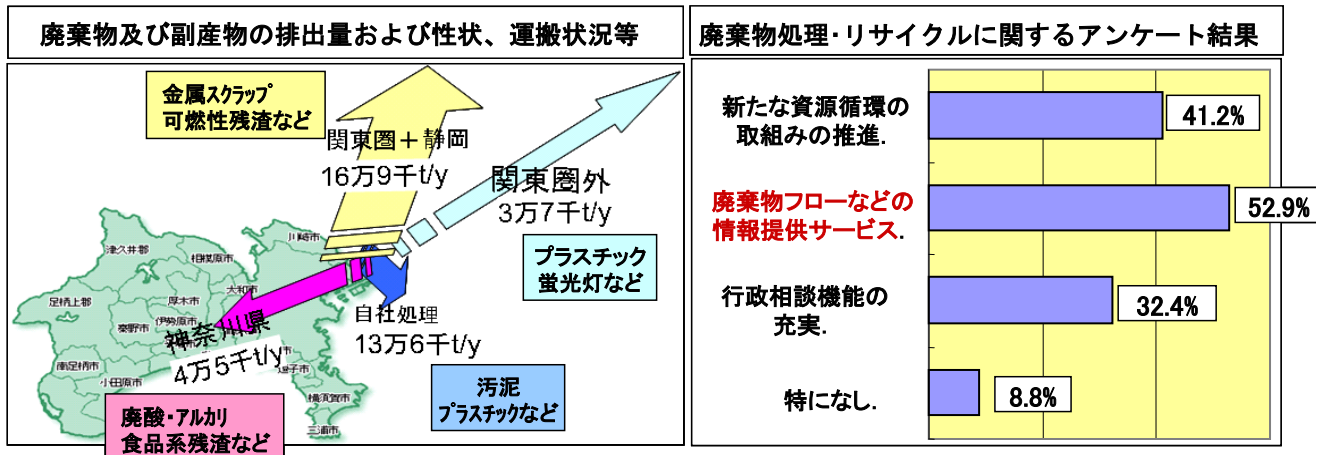 廃棄物及び副産物の排出量および性状、運搬状況等
金属スクラップ
可燃性残渣など
関東圏＋静岡
16万9千t/y
関東圏外
3万7千t/y
プラスチック
蛍光灯など
川崎市
津久井郡
相模原市
大和市
足柄上郡
厚木市
秦野市
伊勢原市
神奈川県
4万5千t/y
自社処理
13万6千t/y
南足柄市
小田原市
逗子市
横須賀市
三浦市
汚泥
プラスチックなど
廃酸・アルカリ
食品系残渣など
廃棄物処理・リサイクルに関するアンケート結果
新たな資源循環の
取組みの推進.
41.2%
廃棄物フローなどの
情報提供サービス.
52.9%
行政相談機能の
充実.
32.4%
特になし.
8.8%